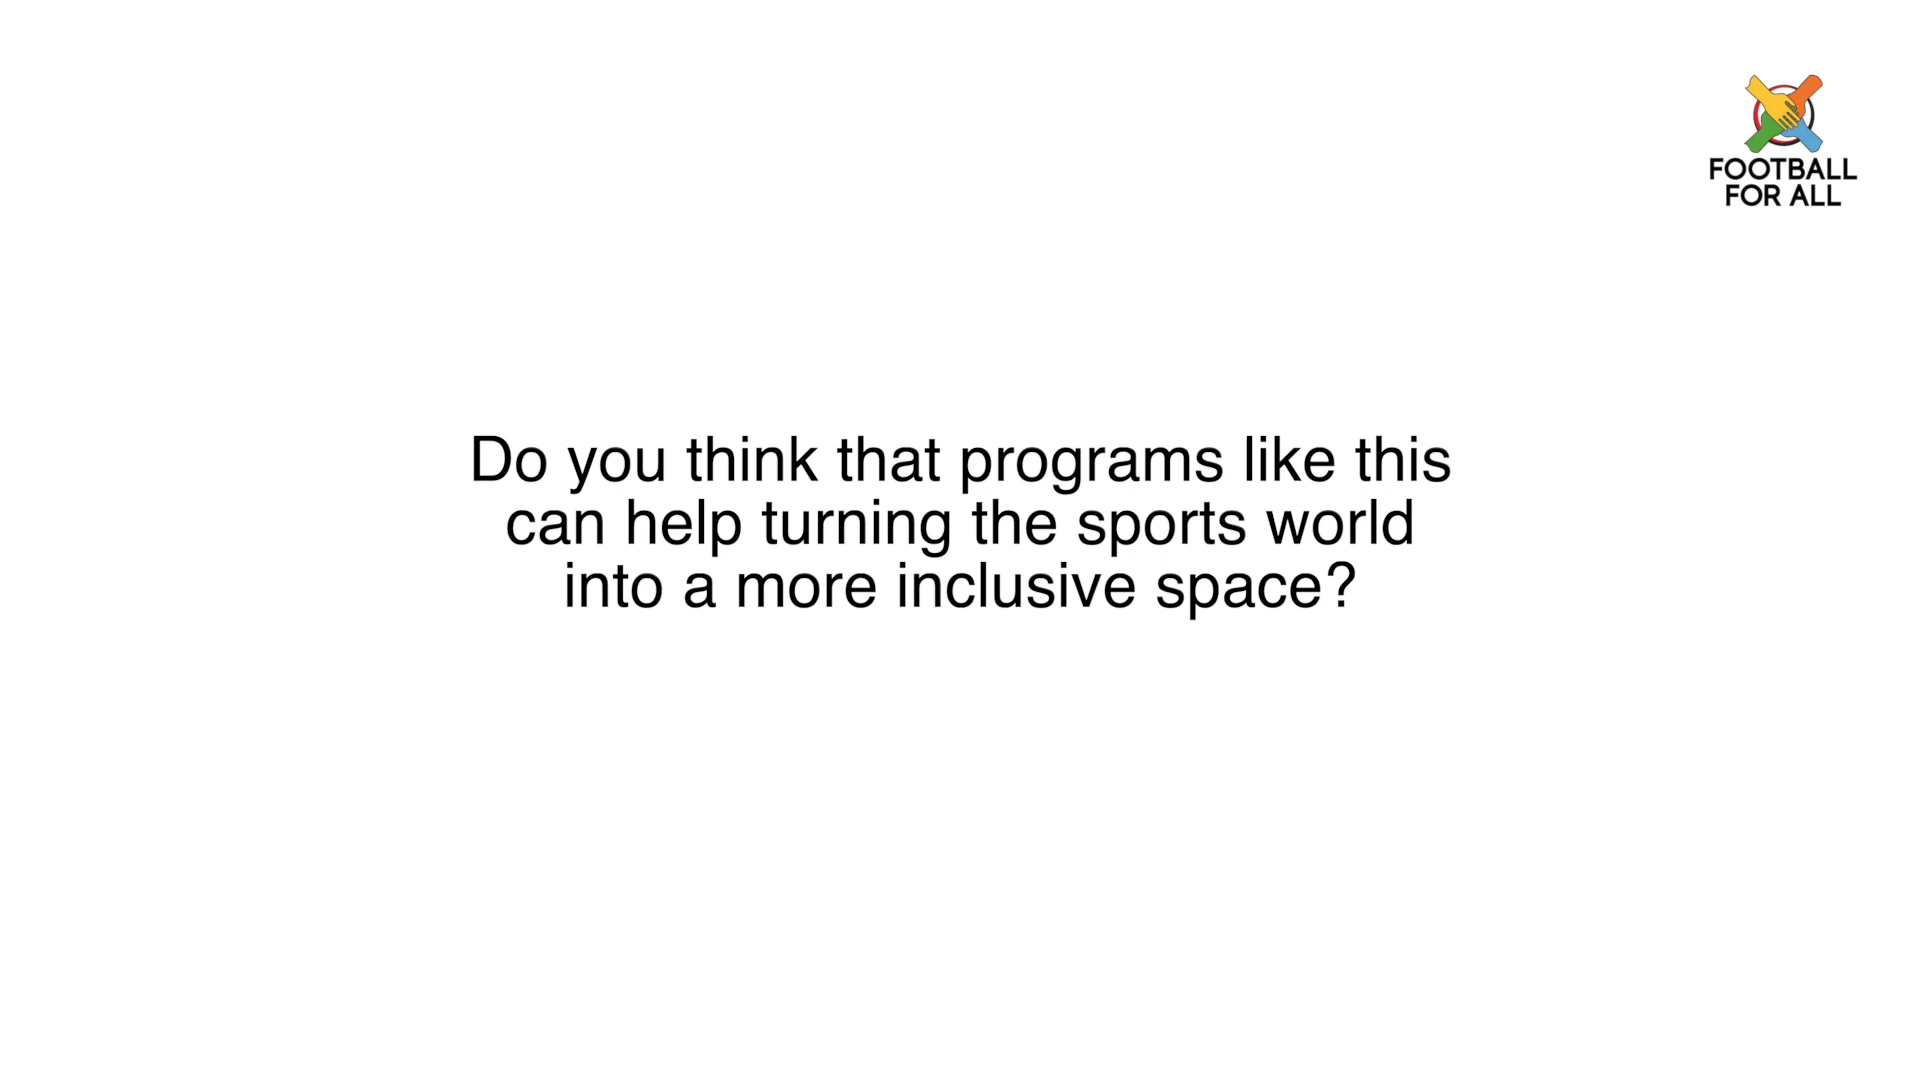 FOOTBALL
FOR ALL
Do you think that programs like this
can help turning the sports world
into a more inclusive space?